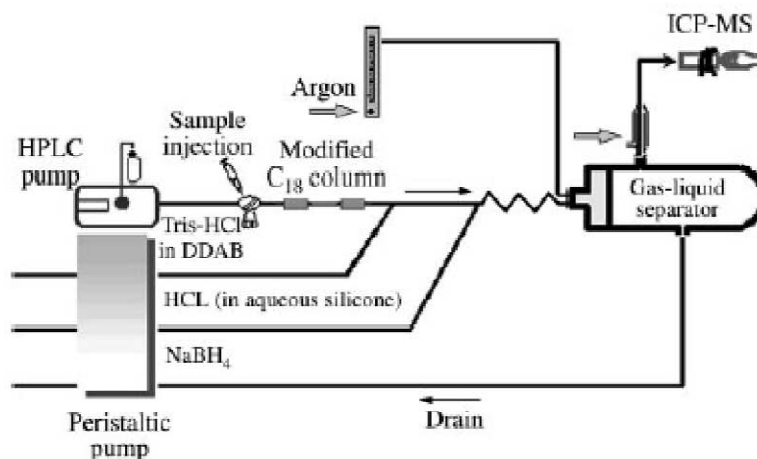 ICP-MS
Argon
Sample
injection
HPLC
pump
Modified
C₁₈ column
Gas-liquid
separator
Tris-HCl
in DDAB
HCL (in aqueous silicone)
NaBH₄
Drain
Peristaltic
pump